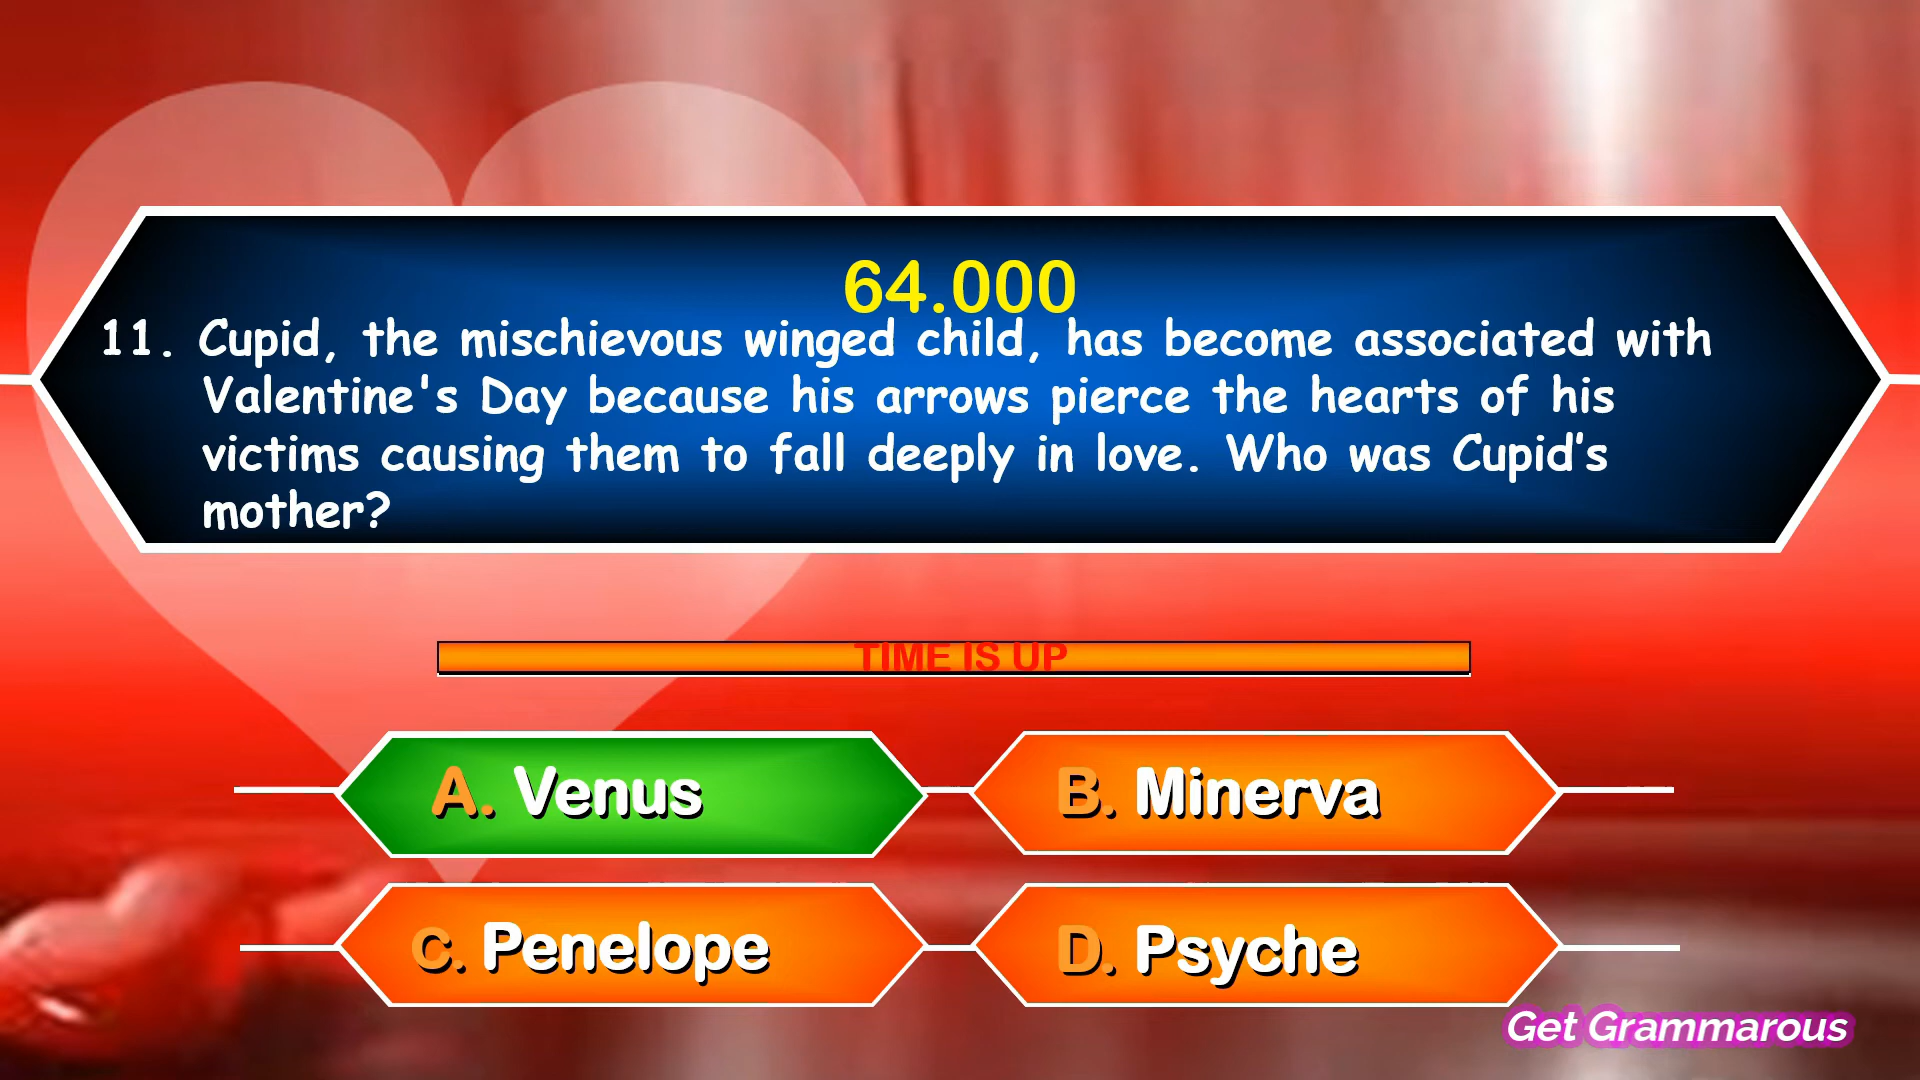 64.000
11. Cupid, the mischievous winged child, has become associated with
Valentine's Day because his arrows pierce the hearts of his
victims causing them to fall deeply in love. Who was Cupid’s
mother?
TIME IS UP
A. Venus
B. Minerva
C. Penelope
D. Psyche
Get Grammarous